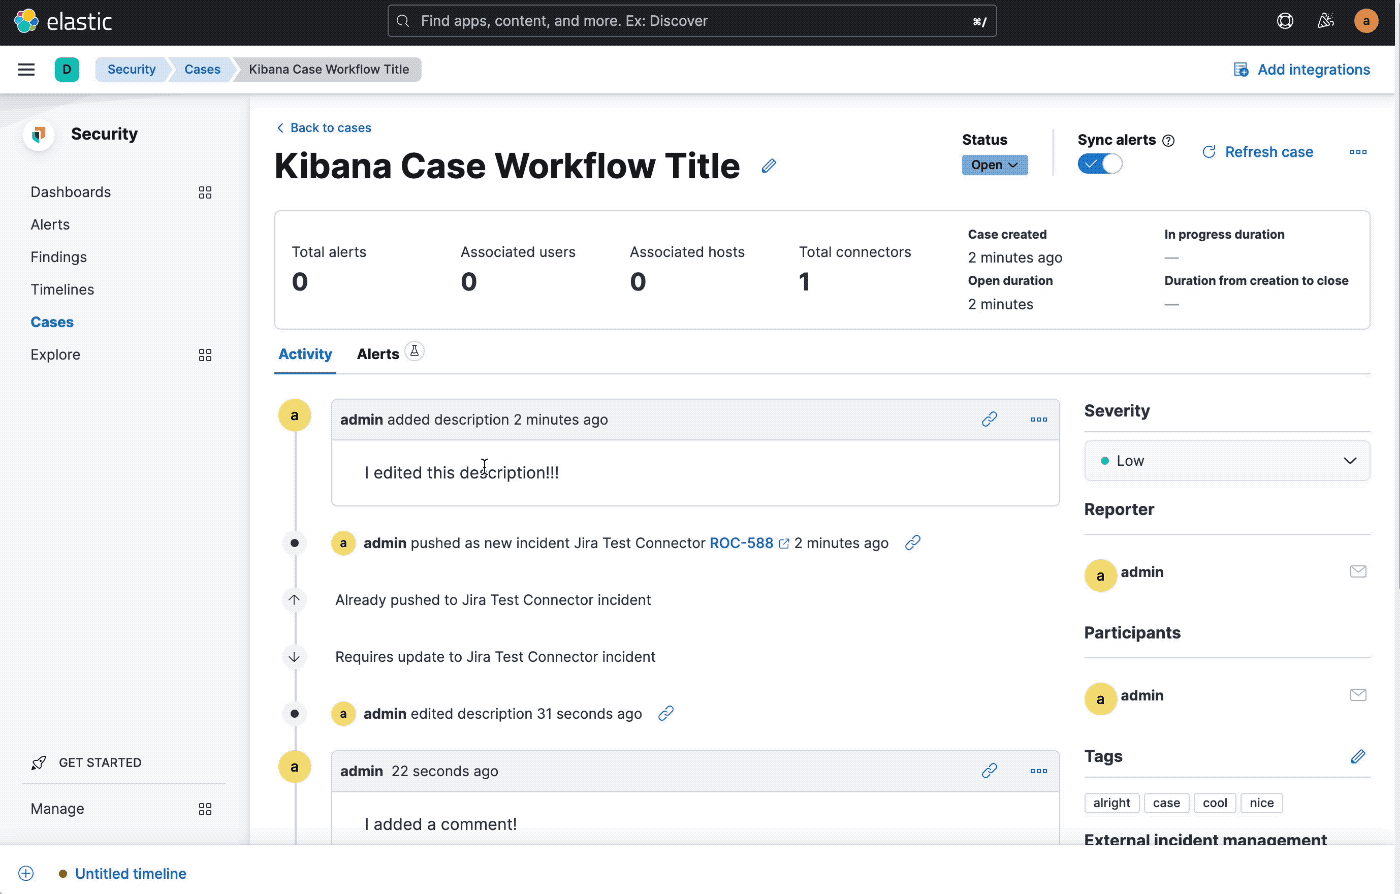 elastic
Find apps, content, and more. Ex: Discover
⌘/
a
D
Security
Cases
Kibana Case Workflow Title
Add integrations
Security
Dashboards
Alerts
Findings
Timelines
Cases
Explore
GET STARTED
Manage
Back to cases
Kibana Case Workflow Title
Status
Open
Sync alerts
Refresh case
Total alerts
0
Associated users
0
Associated hosts
0
Total connectors
1
Case created
2 minutes ago
Open duration
2 minutes
In progress duration
—
Duration from creation to close
—
Activity
Alerts
a
admin added description 2 minutes ago
I edited this description!!!
a
admin pushed as new incident Jira Test Connector ROC-588 2 minutes ago
Already pushed to Jira Test Connector incident
Requires update to Jira Test Connector incident
a
admin edited description 31 seconds ago
a
admin 22 seconds ago
I added a comment!
Severity
Low
Reporter
a
admin
Participants
a
admin
Tags
alright
case
cool
nice
External incident management
Untitled timeline